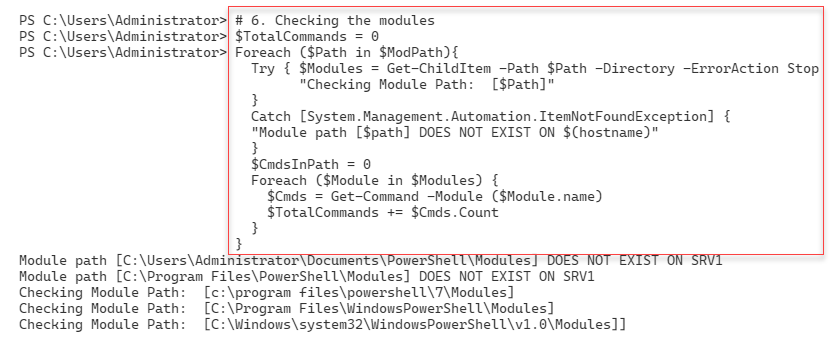 PS C:\Users\Administrator> # 6. Checking the modules
PS C:\Users\Administrator> $TotalCommands = 0
PS C:\Users\Administrator> Foreach ($Path in $ModPath){
  Try { $Modules = Get-ChildItem -Path $Path -Directory -ErrorAction Stop
        "Checking Module Path:  [$Path]"
  }
  Catch [System.Management.Automation.ItemNotFoundException] {
  "Module path [$path] DOES NOT EXIST ON $(hostname)"
  }
  $CmdsInPath = 0
  Foreach ($Module in $Modules) {
    $Cmds = Get-Command -Module ($Module.name)
    $TotalCommands += $Cmds.Count
  }
}
Module path [C:\Users\Administrator\Documents\PowerShell\Modules] DOES NOT EXIST ON SRV1
Module path [C:\Program Files\PowerShell\Modules] DOES NOT EXIST ON SRV1
Checking Module Path:  [c:\program files\powershell\7\Modules]
Checking Module Path:  [C:\Program Files\WindowsPowerShell\Modules]
Checking Module Path:  [C:\Windows\system32\WindowsPowerShell\v1.0\Modules]]